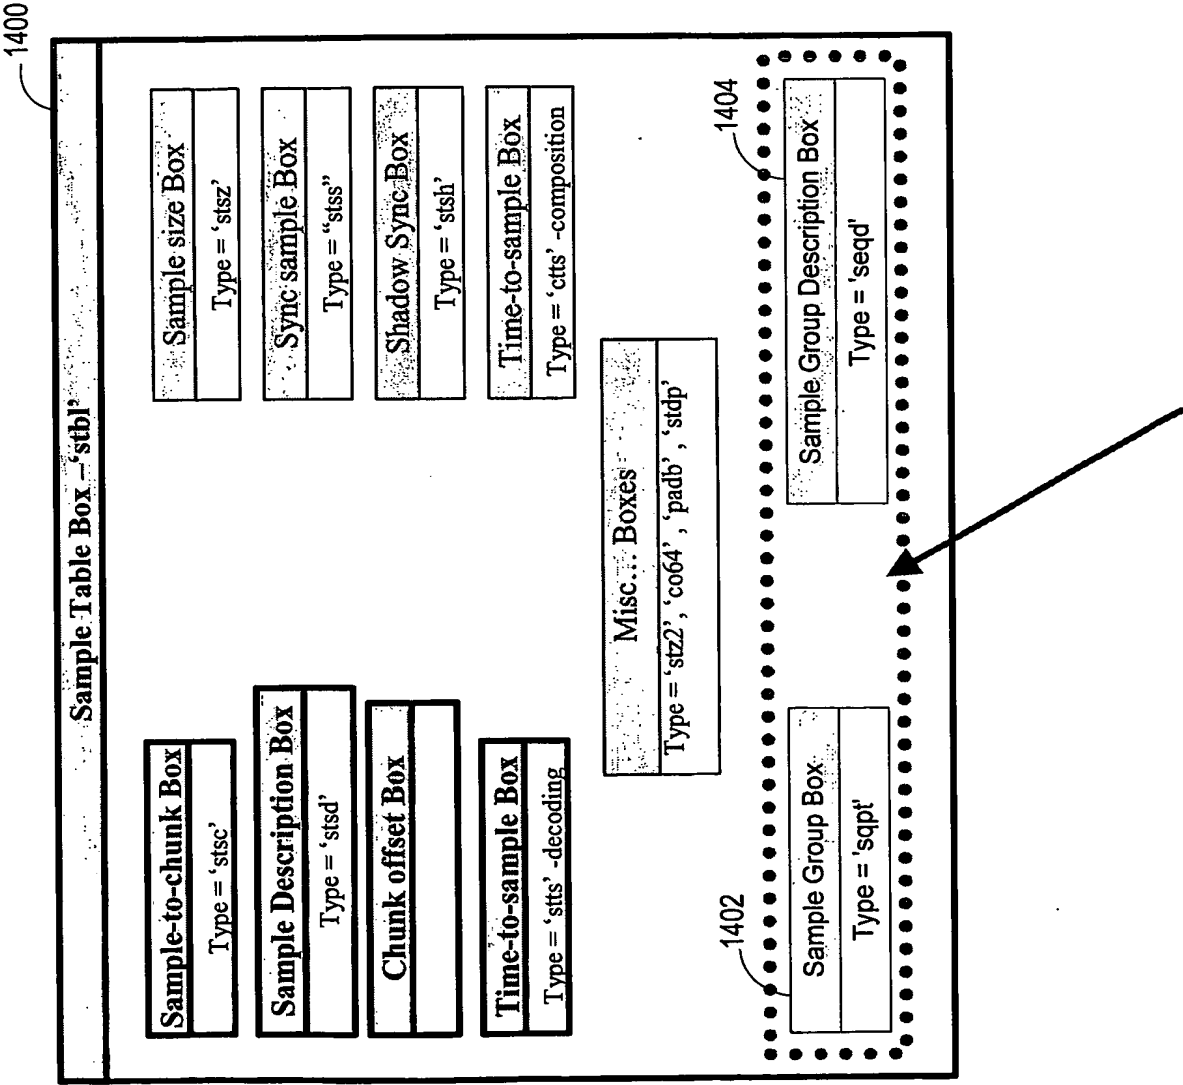 1400
Sample Table Box – 'stbl'
Sample-to-chunk Box
Type = 'stsc'
Sample Description Box
Type = 'stsd'
Chunk offset Box
Time-to-sample Box
Type = 'stts' -decoding
Sample size Box
Type = 'stsz'
Sync sample Box
Type = “stss”
Shadow Sync Box
Type = 'stsh'
Time-to-sample Box
Type = 'ctts' -composition
Misc... Boxes
Type = 'stz2', 'co64' , 'padb' , 'stdp'
1402
Sample Group Box
Type = 'sqpt'
1404
Sample Group Description Box
Type = 'seqd'